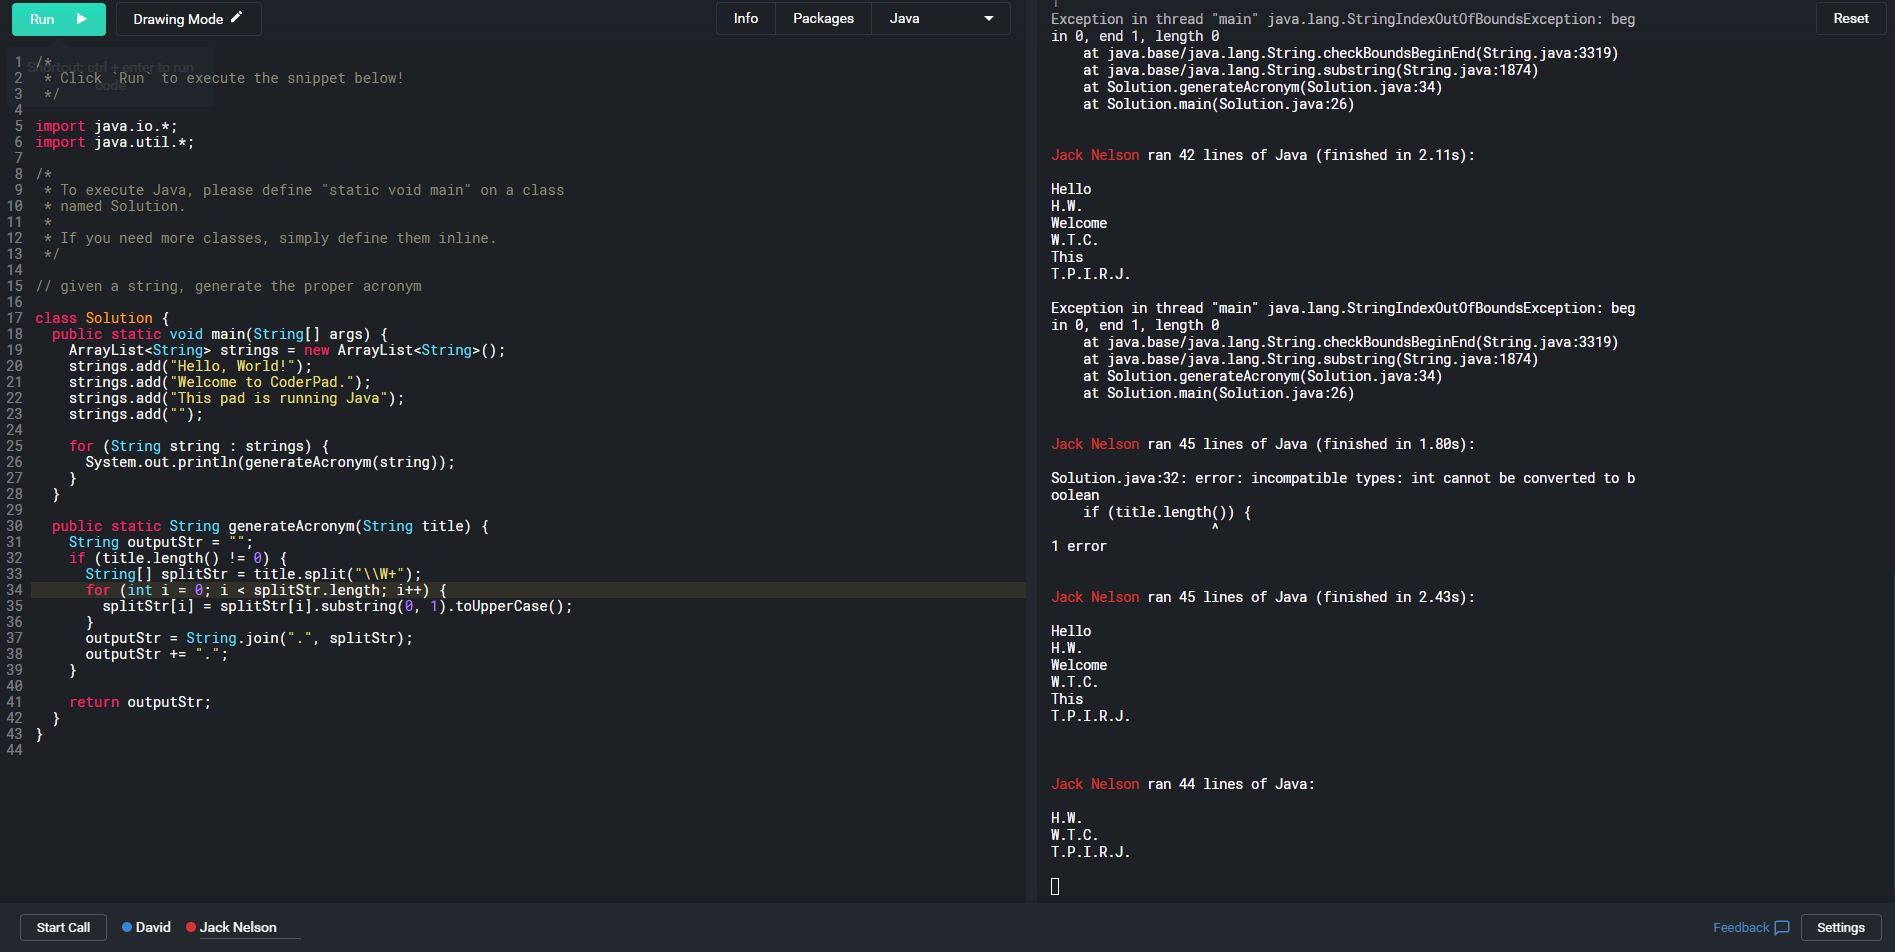 Run
Drawing Mode
Info
Packages
Java
Reset
Shortcut: ctrl + enter to run
code
1 /*
2  * Click `Run` to execute the snippet below!
3  */
4
5 import java.io.*;
6 import java.util.*;
7
8 /*
9  * To execute Java, please define "static void main" on a class
10  * named Solution.
11  *
12  * If you need more classes, simply define them inline.
13  */
14
15 // given a string, generate the proper acronym
16
17 class Solution {
18   public static void main(String[] args) {
19     ArrayList<String> strings = new ArrayList<String>();
20     strings.add("Hello, World!");
21     strings.add("Welcome to CoderPad.");
22     strings.add("This pad is running Java");
23     strings.add("");
24
25     for (String string : strings) {
26       System.out.println(generateAcronym(string));
27     }
28   }
29
30   public static String generateAcronym(String title) {
31     String outputStr = "";
32     if (title.length() != 0) {
33       String[] splitStr = title.split("\\W+");
34       for (int i = 0; i < splitStr.length; i++) {
35         splitStr[i] = splitStr[i].substring(0, 1).toUpperCase();
36       }
37       outputStr = String.join(".", splitStr);
38       outputStr += ".";
39     }
40
41     return outputStr;
42   }
43 }
44
Exception in thread "main" java.lang.StringIndexOutOfBoundsException: beg
in 0, end 1, length 0
    at java.base/java.lang.String.checkBoundsBeginEnd(String.java:3319)
    at java.base/java.lang.String.substring(String.java:1874)
    at Solution.generateAcronym(Solution.java:34)
    at Solution.main(Solution.java:26)
Jack Nelson ran 42 lines of Java (finished in 2.11s):
Hello
H.W.
Welcome
W.T.C.
This
T.P.I.R.J.
Exception in thread "main" java.lang.StringIndexOutOfBoundsException: beg
in 0, end 1, length 0
    at java.base/java.lang.String.checkBoundsBeginEnd(String.java:3319)
    at java.base/java.lang.String.substring(String.java:1874)
    at Solution.generateAcronym(Solution.java:34)
    at Solution.main(Solution.java:26)
Jack Nelson ran 45 lines of Java (finished in 1.80s):
Solution.java:32: error: incompatible types: int cannot be converted to b
oolean
    if (title.length()) {
                    ^
1 error
Jack Nelson ran 45 lines of Java (finished in 2.43s):
Hello
H.W.
Welcome
W.T.C.
This
T.P.I.R.J.
Jack Nelson ran 44 lines of Java:
H.W.
W.T.C.
T.P.I.R.J.
Start Call
David
Jack Nelson
Feedback
Settings